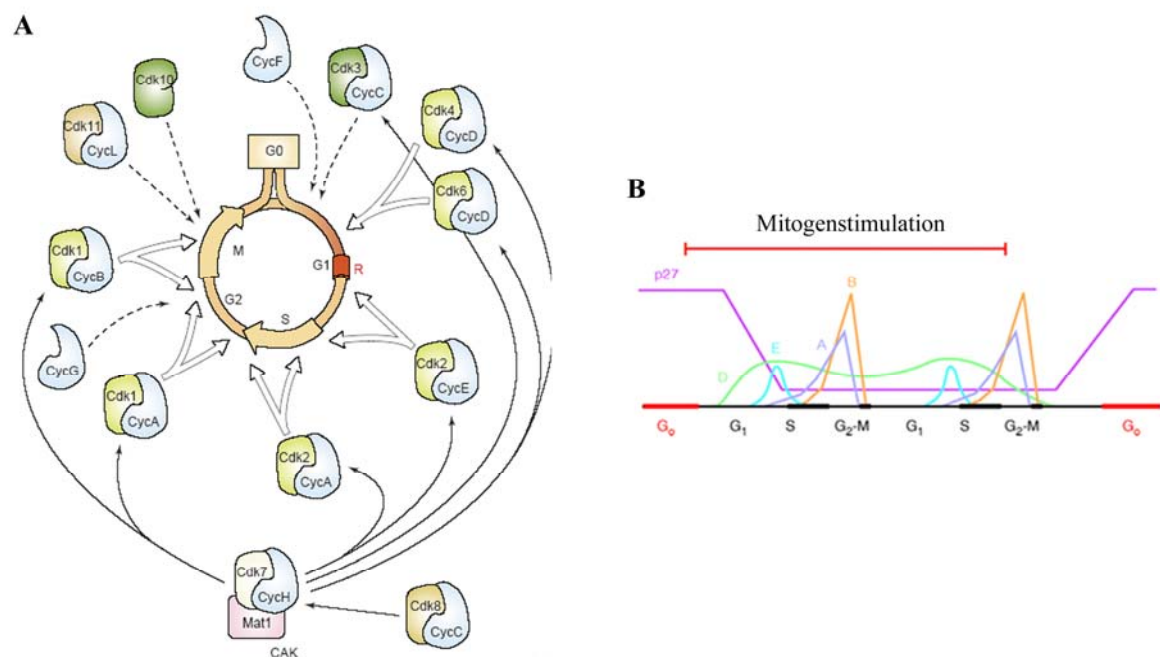 A
CycF
Cdk10
Cdk3
CycC
Cdk11
CycL
Cdk4
CycD
G0
Cdk6
CycD
M
G1
R
Cdk1
CycB
G2
S
CycG
Cdk2
CycE
Cdk1
CycA
Cdk2
CycA
Cdk7
CycH
Mat1
CAK
Cdk8
CycC
B
Mitogenstimulation
p27
B
E
A
D
G0 G1 S G2-M G1 S G2-M G0